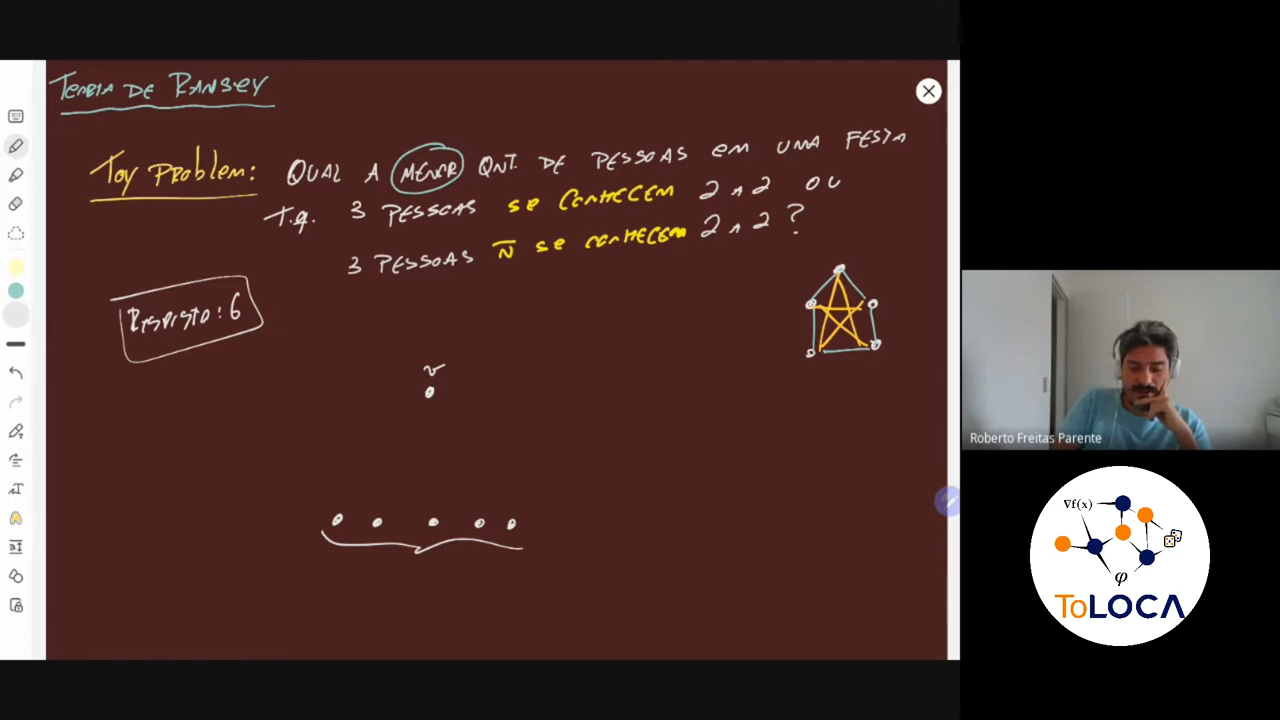 TEORIA DE RAMSEY
Toy Problem: QUAL A MENOR QNT. DE PESSOAS em UMA FESTA
T.q. 3 PESSOAS se CONHECEM 2 A 2 OU
3 PESSOAS Ñ se CONHECEM 2 A 2 ?
RESPOSTA: 6
v
Roberto Freitas Parente
∇f(x)
φ
ToLOCA